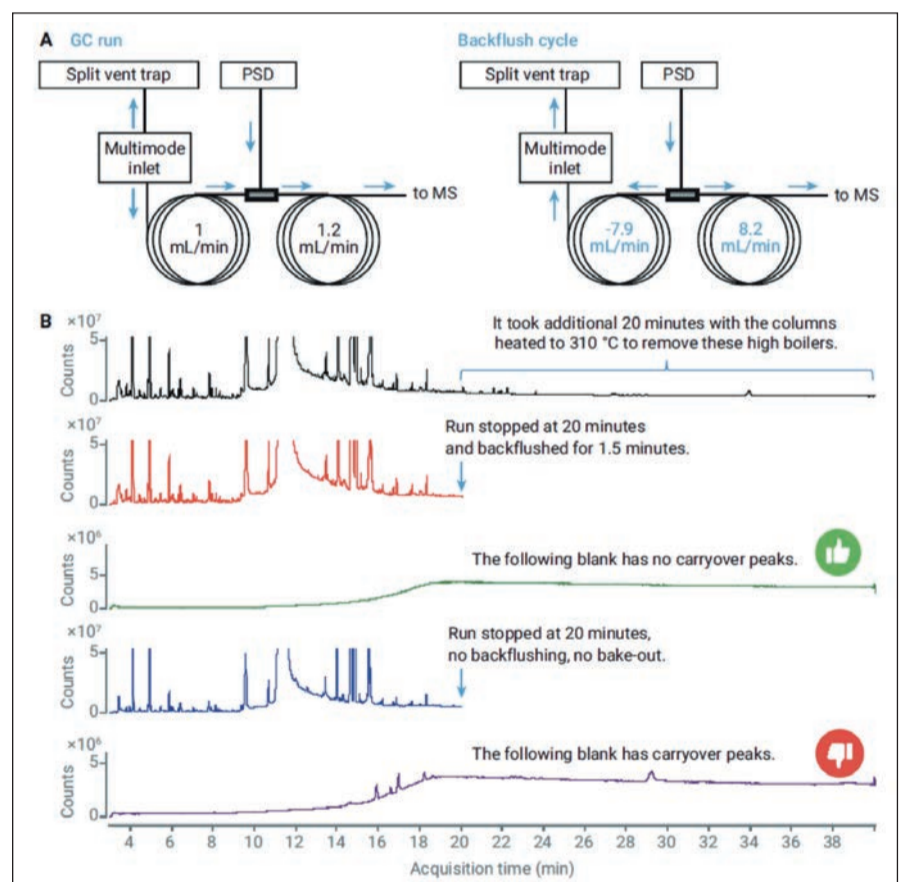 A GC run
Backflush cycle
Split vent trap
PSD
Split vent trap
PSD
Multimode
inlet
Multimode
inlet
to MS
to MS
1
mL/min
1.2
mL/min
-7.9
mL/min
8.2
mL/min
B
×10⁷
5
0
Counts
It took additional 20 minutes with the columns
heated to 310 °C to remove these high boilers.
×10⁷
5
0
Counts
Run stopped at 20 minutes
and backflushed for 1.5 minutes.
×10⁶
5
0
Counts
The following blank has no carryover peaks.
×10⁷
5
0
Counts
Run stopped at 20 minutes,
no backflushing, no bake-out.
×10⁶
5
0
Counts
The following blank has carryover peaks.
4 6 8 10 12 14 16 18 20 22 24 26 28 30 32 34 36 38
Acquisition time (min)